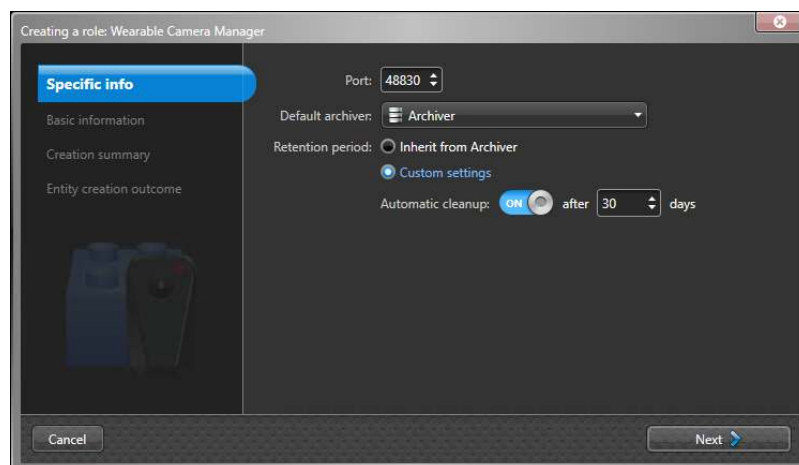 Creating a role: Wearable Camera Manager
Specific info
Basic information
Creation summary
Entity creation outcome
Port: 48830
Default archiver: Archiver
Retention period: Inherit from Archiver
Custom settings
Automatic cleanup: ON after 30 days
Cancel
Next